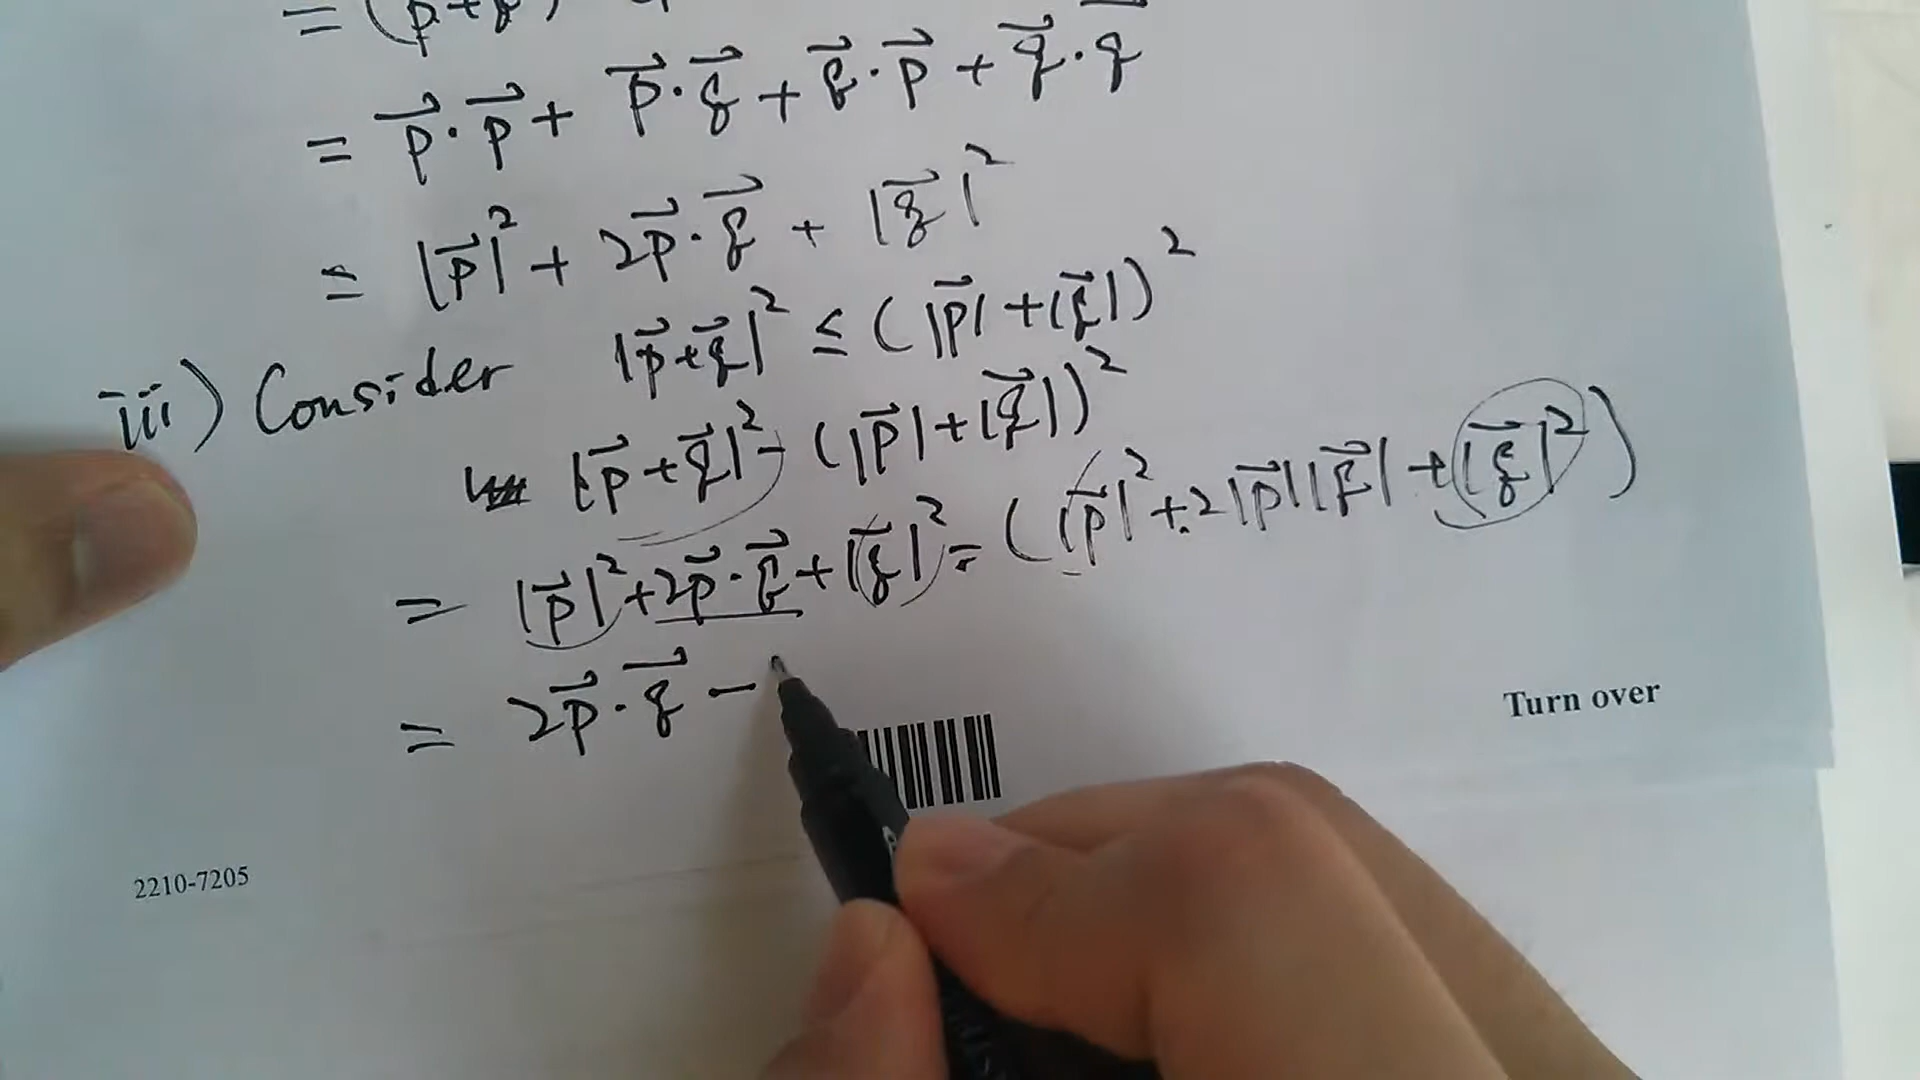 = (p+q)
= p⃗·p⃗ + p⃗·q⃗ + q⃗·p⃗ + q⃗·q⃗
= |p⃗|² + 2p⃗·q⃗ + |q⃗|²
iii) Consider |p⃗+q⃗|² ≤ (|p⃗|+|q⃗|)²
|p⃗+q⃗|² - (|p⃗|+|q⃗|)²
= |p⃗|²+2p⃗·q⃗+|q⃗|² - (|p⃗|²+2|p⃗||q⃗|+|q⃗|²)
= 2p⃗·q⃗ -
Turn over
2210-7205